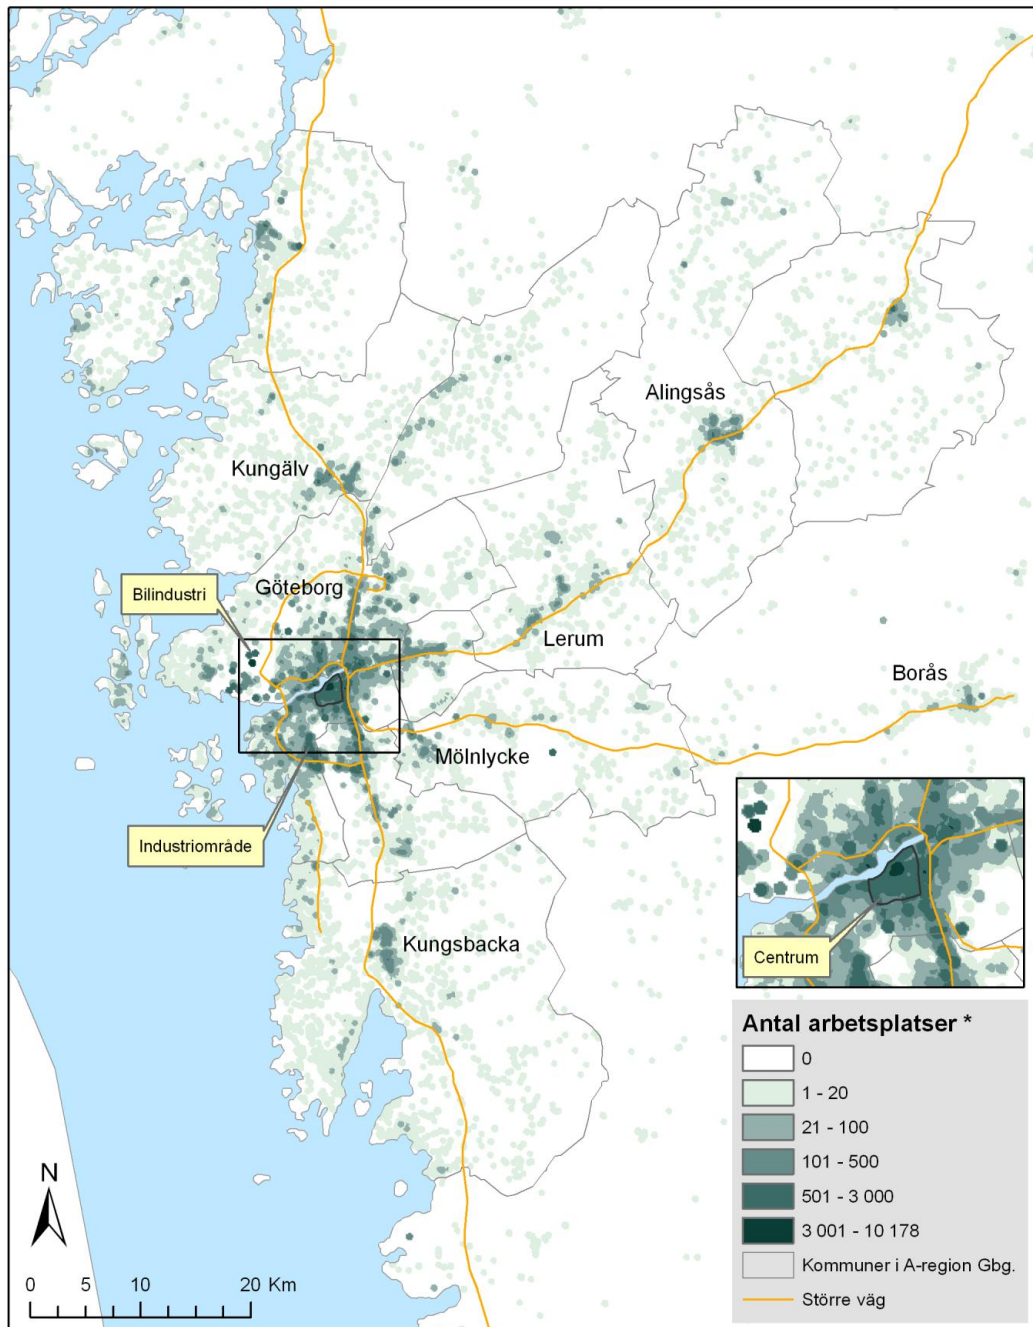 Alingsås
Kungälv
Göteborg
Bilindustri
Lerum
Borås
Mölnlycke
Industriområde
Kungsbacka
Centrum
Antal arbetsplatser *
0
1 - 20
21 - 100
101 - 500
501 - 3 000
3 001 - 10 178
Kommuner i A-region Gbg.
Större väg
N
0 5 10 20 Km